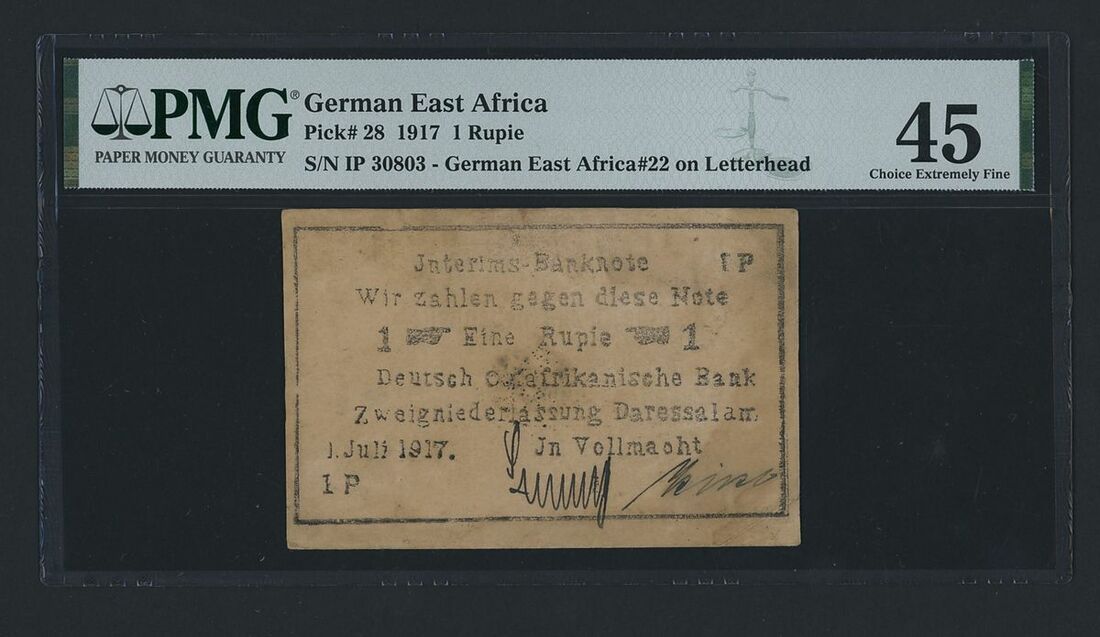 PMG®
PAPER MONEY GUARANTY
German East Africa
Pick# 28 1917 1 Rupie
S/N IP 30803 - German East Africa#22 on Letterhead
45
Choice Extremely Fine
Jnterims-Banknote 1P
Wir zahlen gegen diese Note
1 Eine Rupie 1
Deutsch Ostafrikanische Bank
Zweigniederlassung Daressalam
1.Juli 1917. Jn Vollmacht
1P